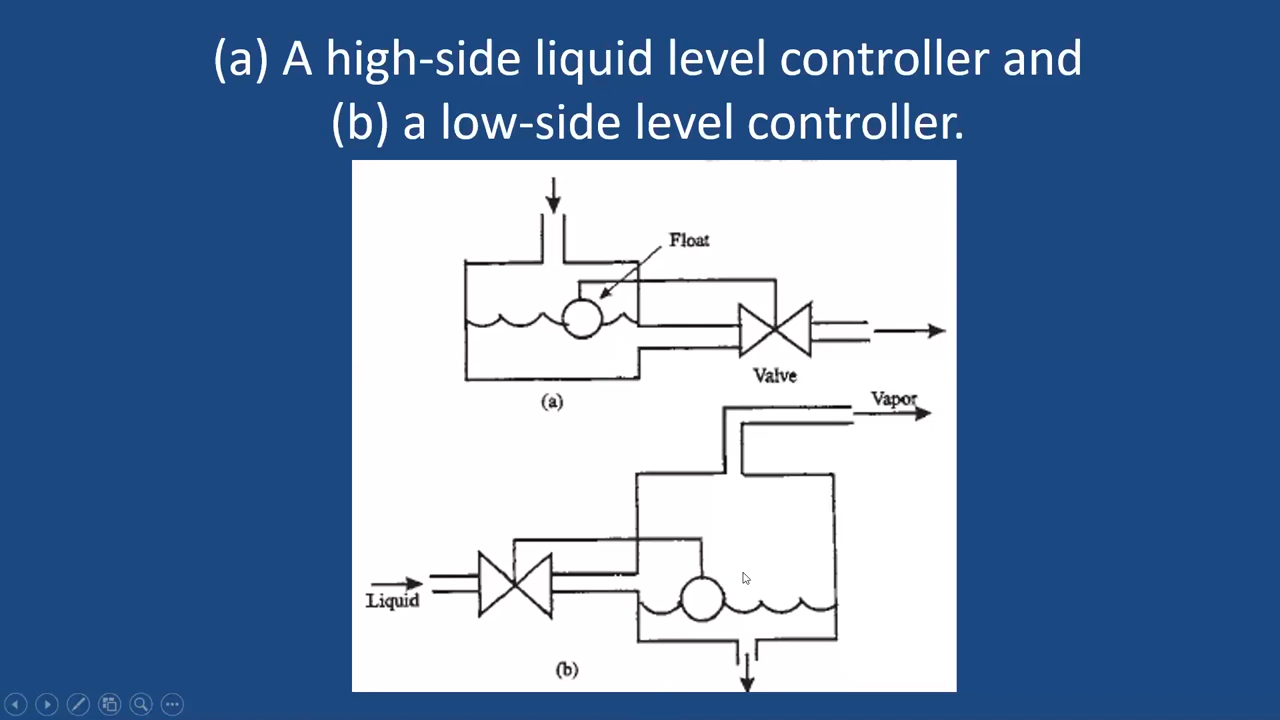 (a) A high-side liquid level controller and
(b) a low-side level controller.
Float
Valve
(a)
Vapor
Liquid
(b)